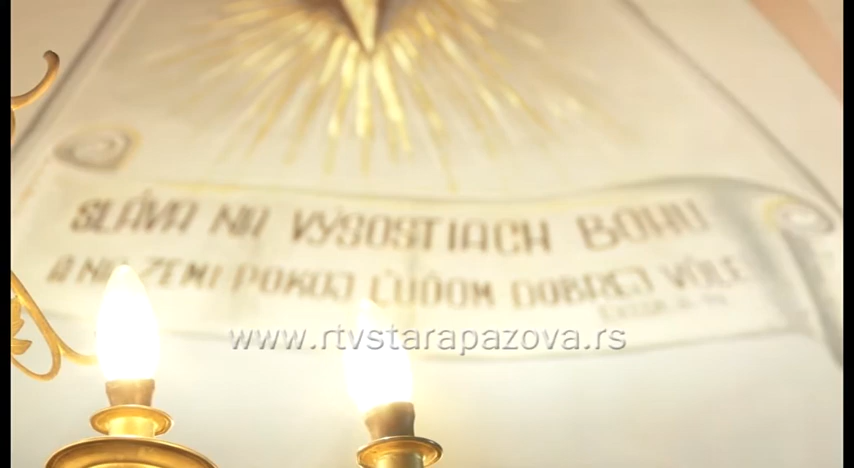 SLÁVA NA VÝSOSTIACH BOHU
A NA ZEMI POKOJ ĽUĎOM DOBREJ VÔLE
www.rtvstarapazova.rs